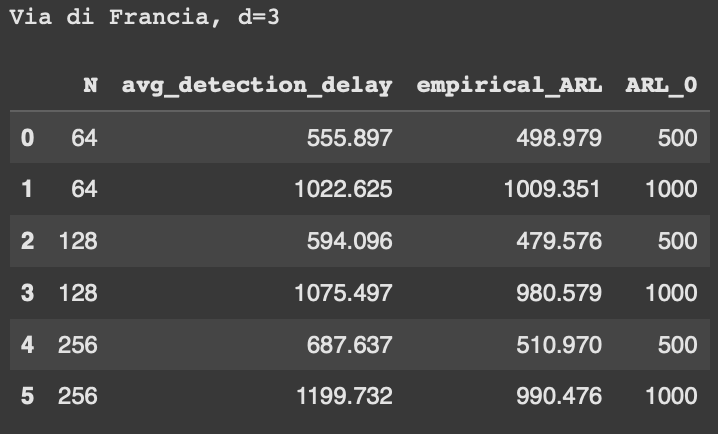 Via di Francia, d=3
N avg_detection_delay empirical_ARL ARL_0
0 64 555.897 498.979 500
1 64 1022.625 1009.351 1000
2 128 594.096 479.576 500
3 128 1075.497 980.579 1000
4 256 687.637 510.970 500
5 256 1199.732 990.476 1000